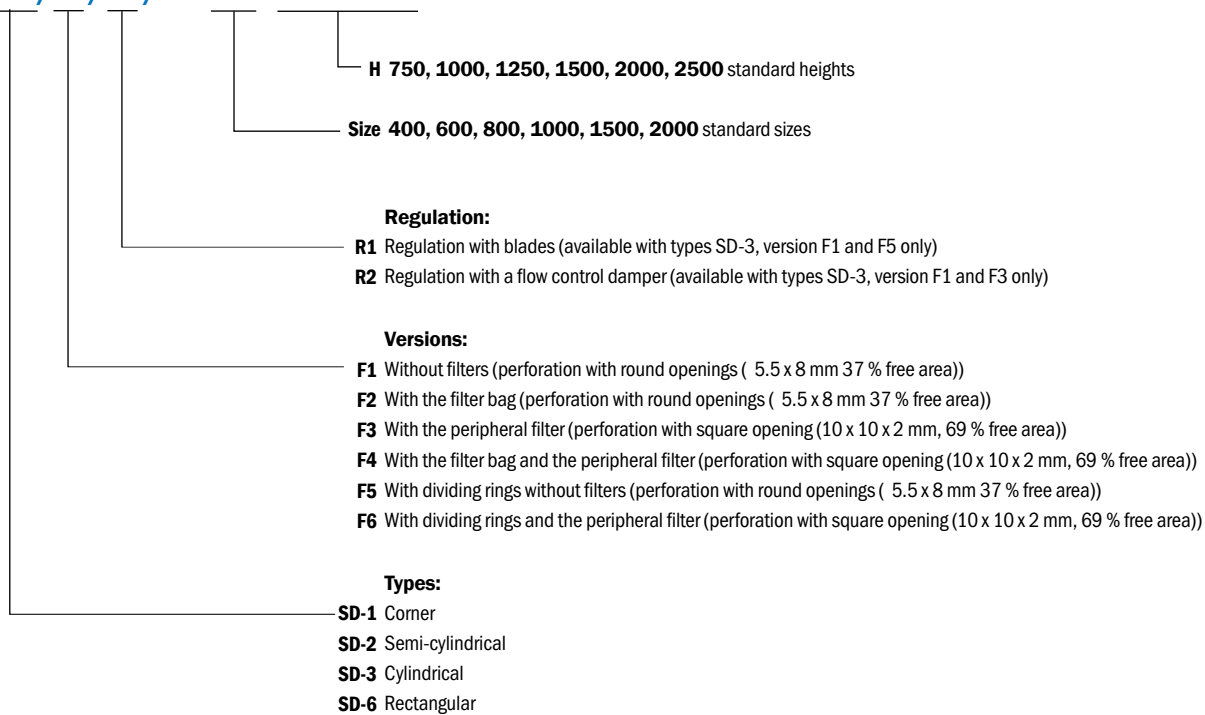 H 750, 1000, 1250, 1500, 2000, 2500 standard heights
Size 400, 600, 800, 1000, 1500, 2000 standard sizes
Regulation:
R1 Regulation with blades (available with types SD-3, version F1 and F5 only)
R2 Regulation with a flow control damper (available with types SD-3, version F1 and F3 only)
Versions:
F1 Without filters (perforation with round openings ( 5.5 x 8 mm 37 % free area))
F2 With the filter bag (perforation with round openings ( 5.5 x 8 mm 37 % free area))
F3 With the peripheral filter (perforation with square opening (10 x 10 x 2 mm, 69 % free area))
F4 With the filter bag and the peripheral filter (perforation with square opening (10 x 10 x 2 mm, 69 % free area))
F5 With dividing rings without filters (perforation with round openings ( 5.5 x 8 mm 37 % free area))
F6 With dividing rings and the peripheral filter (perforation with square opening (10 x 10 x 2 mm, 69 % free area))
Types:
SD-1 Corner
SD-2 Semi-cylindrical
SD-3 Cylindrical
SD-6 Rectangular